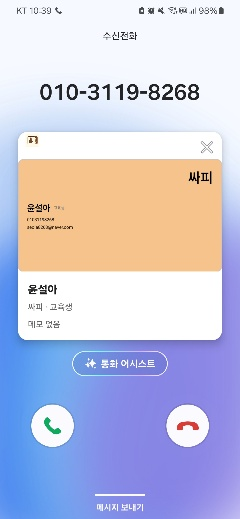 KT 10:39
98%
수신전화
010-3119-8268
싸피
윤설아
01031198268
윤설아
싸피 · 교육생
메모 없음
통화 어시스트
메시지 보내기